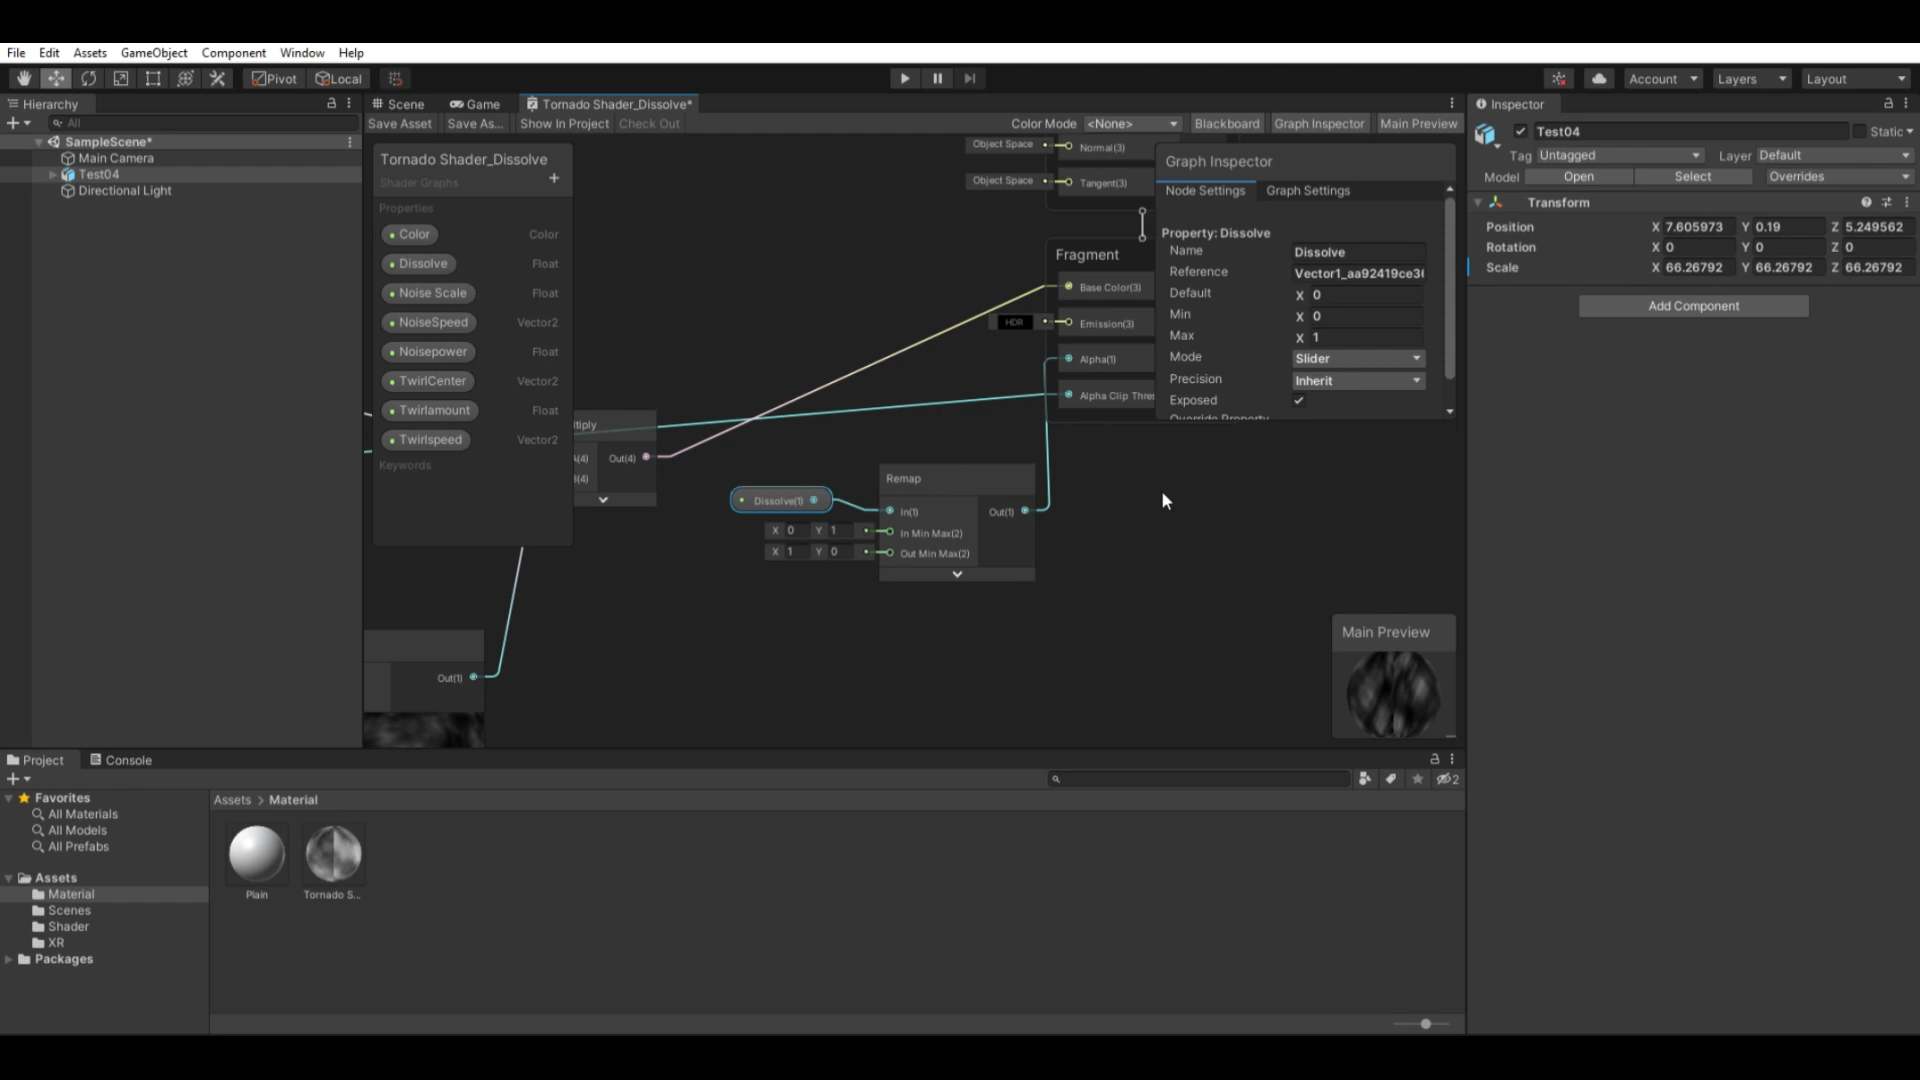 File Edit Assets GameObject Component Window Help
Pivot Local Account Layers Layout
Hierarchy
All
SampleScene*
Main Camera
Test04
Directional Light
Scene Game Tornado Shader_Dissolve*
Save Asset Save As... Show In Project Check Out Color Mode <None> Blackboard Graph Inspector Main Preview
Tornado Shader_Dissolve
Shader Graphs
Properties
Color Color
Dissolve Float
Noise Scale Float
NoiseSpeed Vector2
Noisepower Float
TwirlCenter Vector2
Twirlamount Float
Twirlspeed Vector2
Keywords
tiply
A(4) Out(4)
B(4)
Out(1)
Object Space Normal(3)
Object Space Tangent(3)
Fragment
Base Color(3)
HDR Emission(3)
Alpha(1)
Alpha Clip Thres
Dissolve(1)
X 0 Y 1
X 1 Y 0
Remap
In(1) Out(1)
In Min Max(2)
Out Min Max(2)
Graph Inspector
Node Settings Graph Settings
Property: Dissolve
Name Dissolve
Reference Vector1_aa92419ce3
Default X 0
Min X 0
Max X 1
Mode Slider
Precision Inherit
Exposed
Override Property
Main Preview
Inspector
Test04 Static
Tag Untagged Layer Default
Model Open Select Overrides
Transform
Position X 7.605973 Y 0.19 Z 5.249562
Rotation X 0 Y 0 Z 0
Scale X 66.26792 Y 66.26792 Z 66.26792
Add Component
Project Console
2
Favorites
All Materials
All Models
All Prefabs
Assets
Material
Scenes
Shader
XR
Packages
Assets > Material
Plain Tornado S...